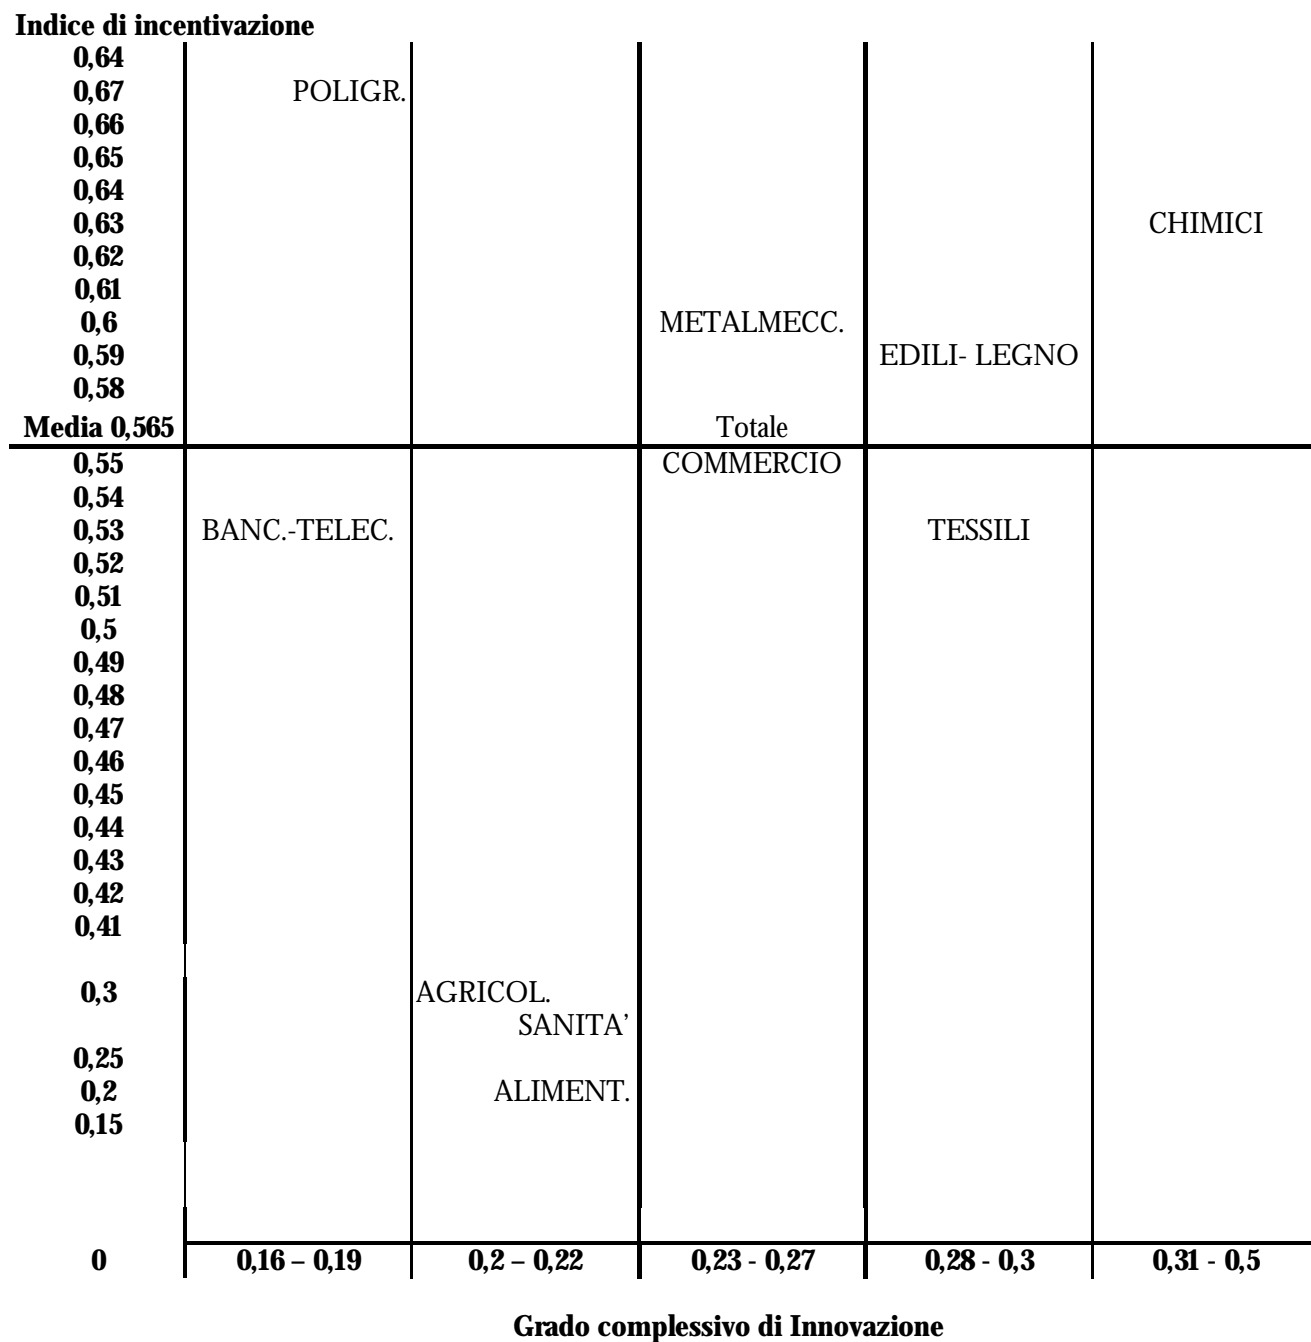 Indice di incentivazione
0,64
0,67 POLIGR.
0,66
0,65
0,64
0,63 CHIMICI
0,62
0,61
0,6 METALMECC.
0,59 EDILI- LEGNO
0,58
Media 0,565 Totale
0,55 COMMERCIO
0,54
0,53 BANC.-TELEC. TESSILI
0,52
0,51
0,5
0,49
0,48
0,47
0,46
0,45
0,44
0,43
0,42
0,41
0,3 AGRICOL.
SANITA’
0,25
0,2 ALIMENT.
0,15
0 0,16 – 0,19 0,2 – 0,22 0,23 - 0,27 0,28 - 0,3 0,31 - 0,5
Grado complessivo di Innovazione